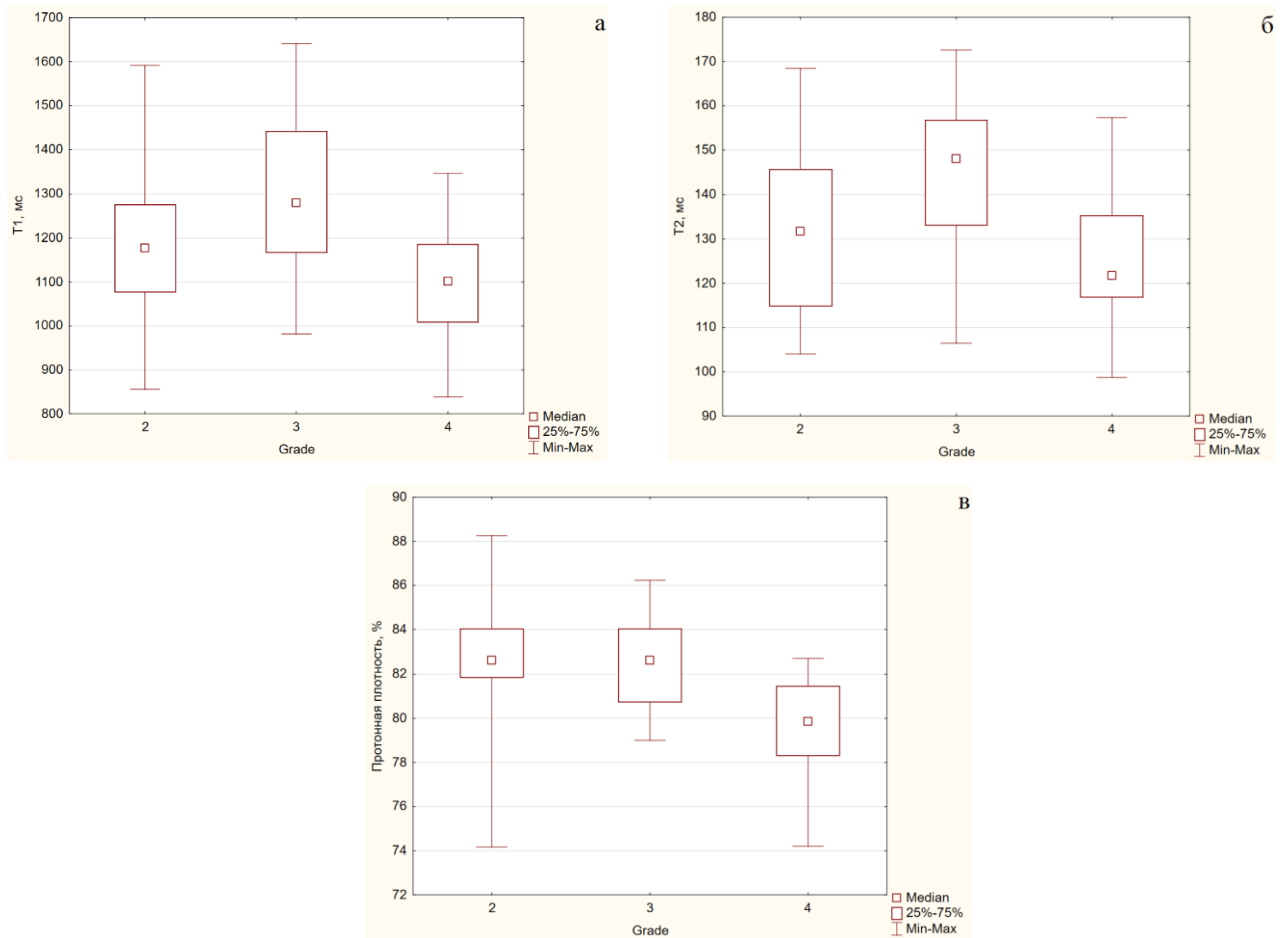 а
1700
1600
1500
1400
1300
1200
1100
1000
900
800
T1, мс
2
3
4
Grade
Median
25%-75%
Min-Max
б
180
170
160
150
140
130
120
110
100
90
T2, мс
2
3
4
Grade
Median
25%-75%
Min-Max
в
90
88
86
84
82
80
78
76
74
72
Протонная плотность, %
2
3
4
Grade
Median
25%-75%
Min-Max